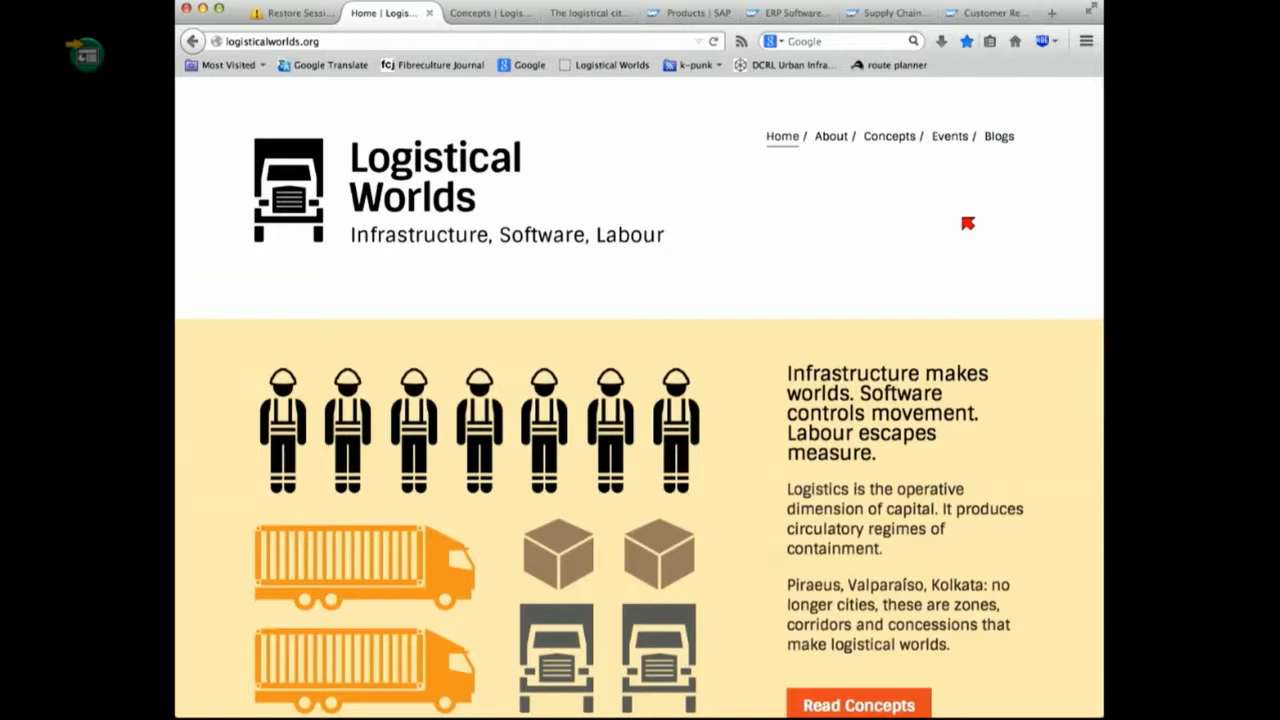 Restore Sessi...
Home | Logis...
Concepts | Logis...
The logistical cit...
Products | SAP
ERP Software...
Supply Chain...
Customer Re...
logisticalworlds.org
Google
Most Visited
Google Translate
fcj Fibreculture Journal
Google
Logistical Worlds
k-punk
DCRL Urban Infra...
route planner
Home / About / Concepts / Events / Blogs
Logistical
Worlds
Infrastructure, Software, Labour
Infrastructure makes
worlds. Software
controls movement.
Labour escapes
measure.
Logistics is the operative
dimension of capital. It produces
circulatory regimes of
containment.
Piraeus, Valparaíso, Kolkata: no
longer cities, these are zones,
corridors and concessions that
make logistical worlds.
Read Concepts